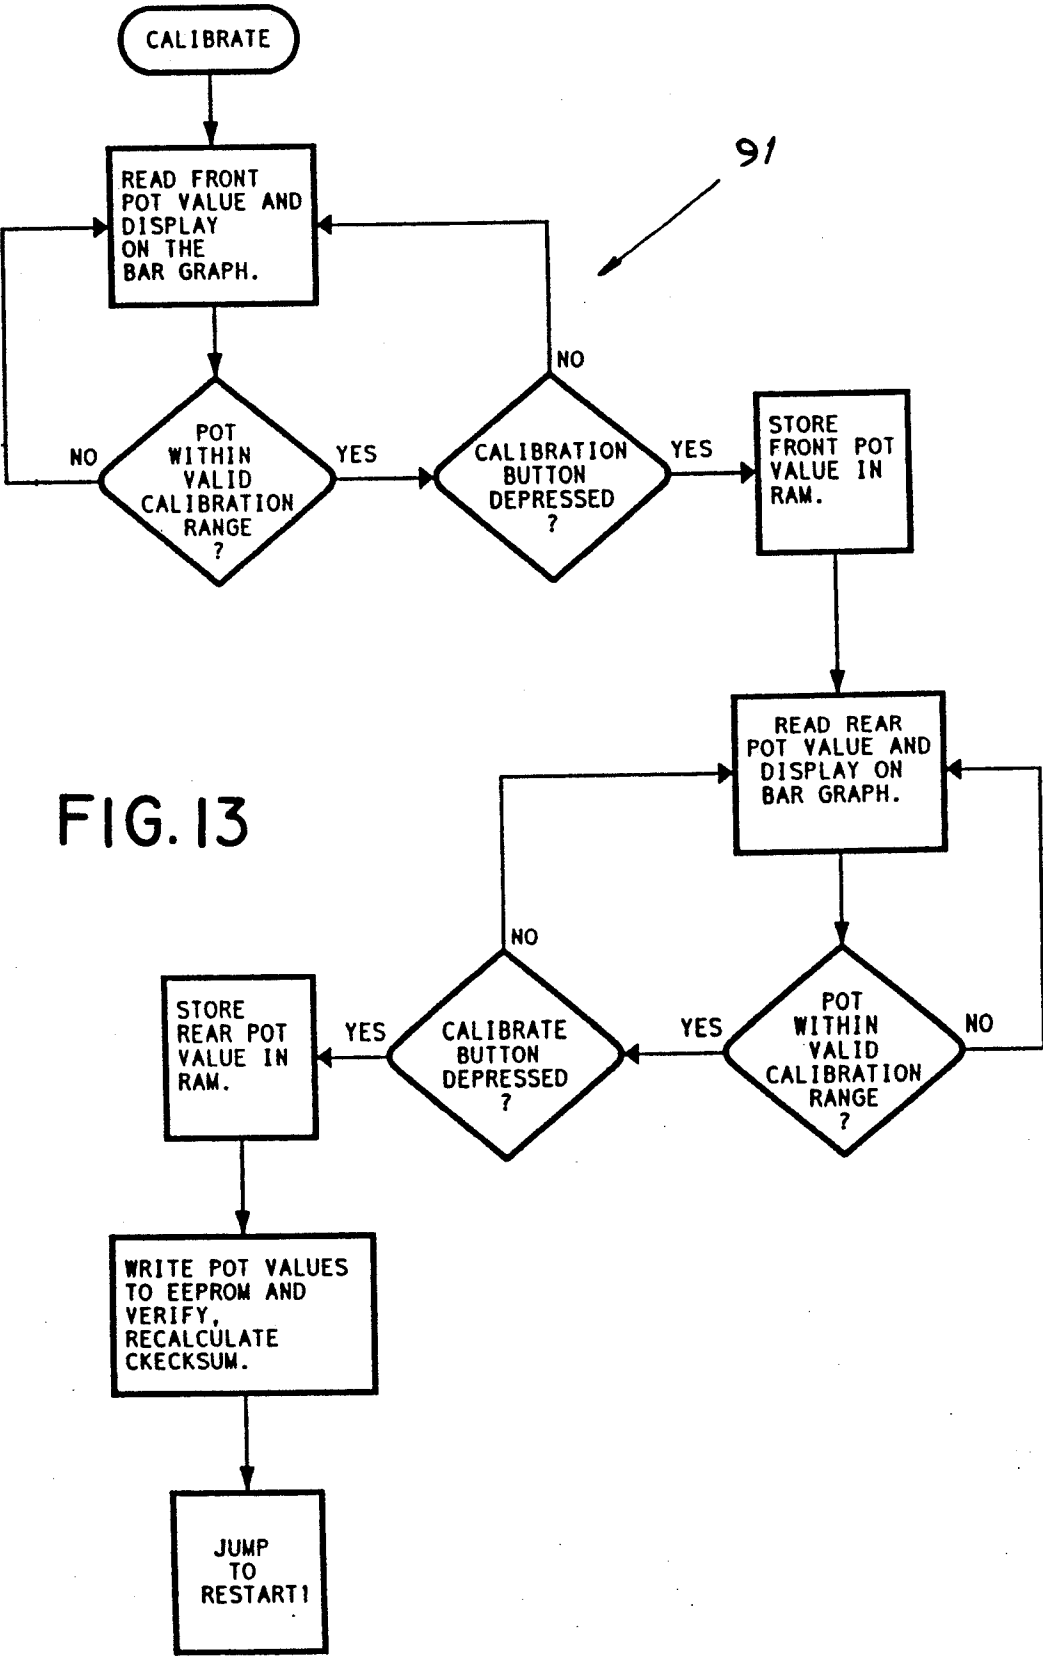 CALIBRATE
91
READ FRONT
POT VALUE AND
DISPLAY
ON THE
BAR GRAPH.
NO
POT
WITHIN
VALID
CALIBRATION
RANGE
?
YES
NO
CALIBRATION
BUTTON
DEPRESSED
?
YES
STORE
FRONT POT
VALUE IN
RAM.
READ REAR
POT VALUE AND
DISPLAY ON
BAR GRAPH.
FIG. 13
POT
WITHIN
VALID
CALIBRATION
RANGE
?
NO
YES
NO
CALIBRATE
BUTTON
DEPRESSED
?
YES
STORE
REAR POT
VALUE IN
RAM.
WRITE POT VALUES
TO EEPROM AND
VERIFY,
RECALCULATE
CKECKSUM.
JUMP
TO
RESTART1